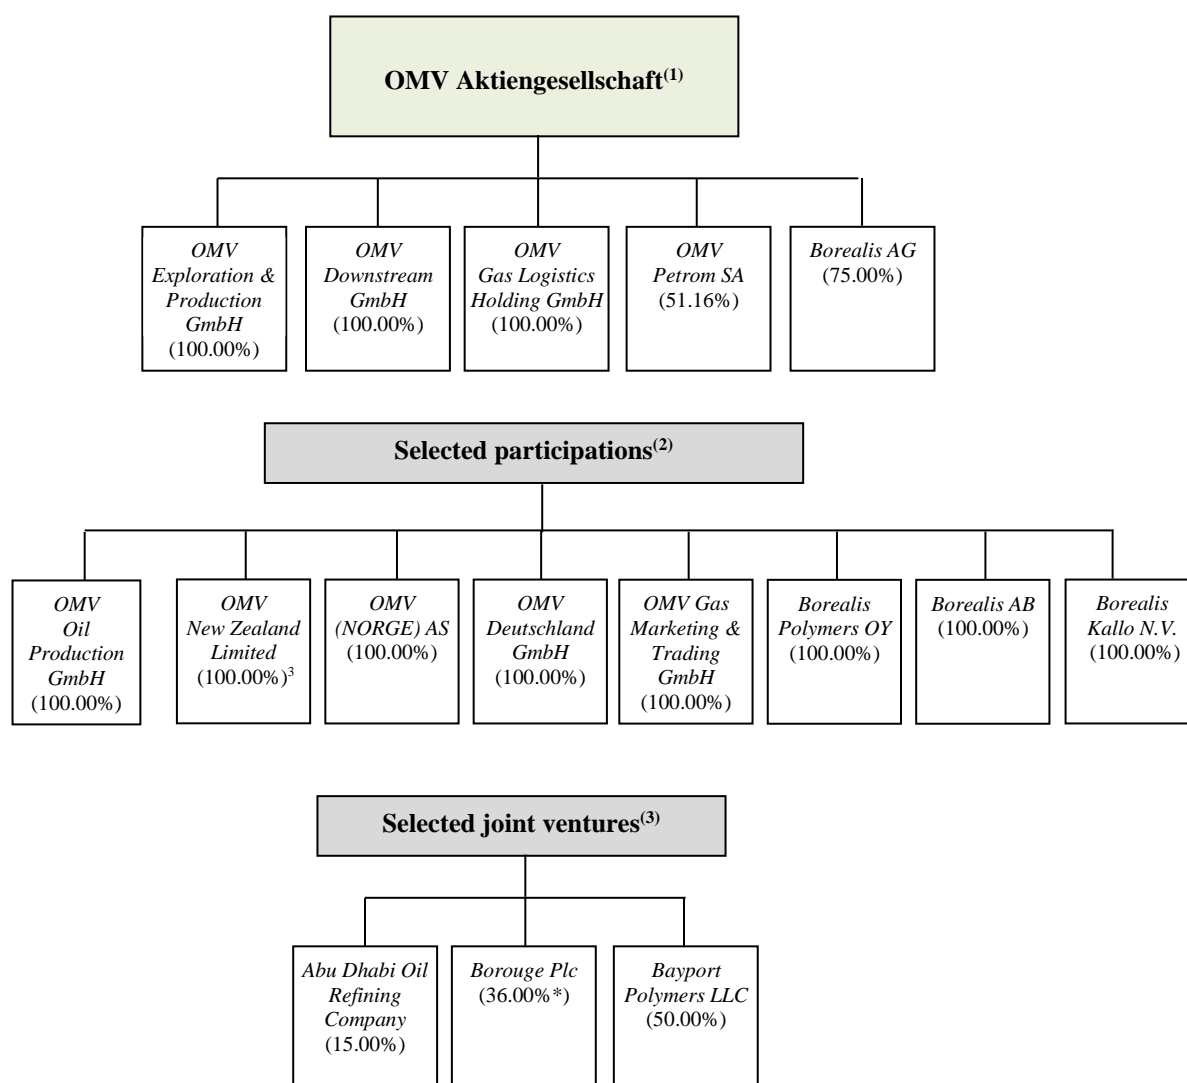 OMV Aktiengesellschaft(1)
OMV
Exploration &
Production
GmbH
(100.00%)
OMV
Downstream
GmbH
(100.00%)
OMV
Gas Logistics
Holding GmbH
(100.00%)
OMV
Petrom SA
(51.16%)
Borealis AG
(75.00%)
Selected participations(2)
OMV
Oil
Production
GmbH
(100.00%)
OMV
New Zealand
Limited
(100.00%)3
OMV
(NORGE) AS
(100.00%)
OMV
Deutschland
GmbH
(100.00%)
OMV Gas
Marketing &
Trading
GmbH
(100.00%)
Borealis
Polymers OY
(100.00%)
Borealis AB
(100.00%)
Borealis
Kallo N.V.
(100.00%)
Selected joint ventures(3)
Abu Dhabi Oil
Refining
Company
(15.00%)
Borouge Plc
(36.00%*)
Bayport
Polymers LLC
(50.00%)